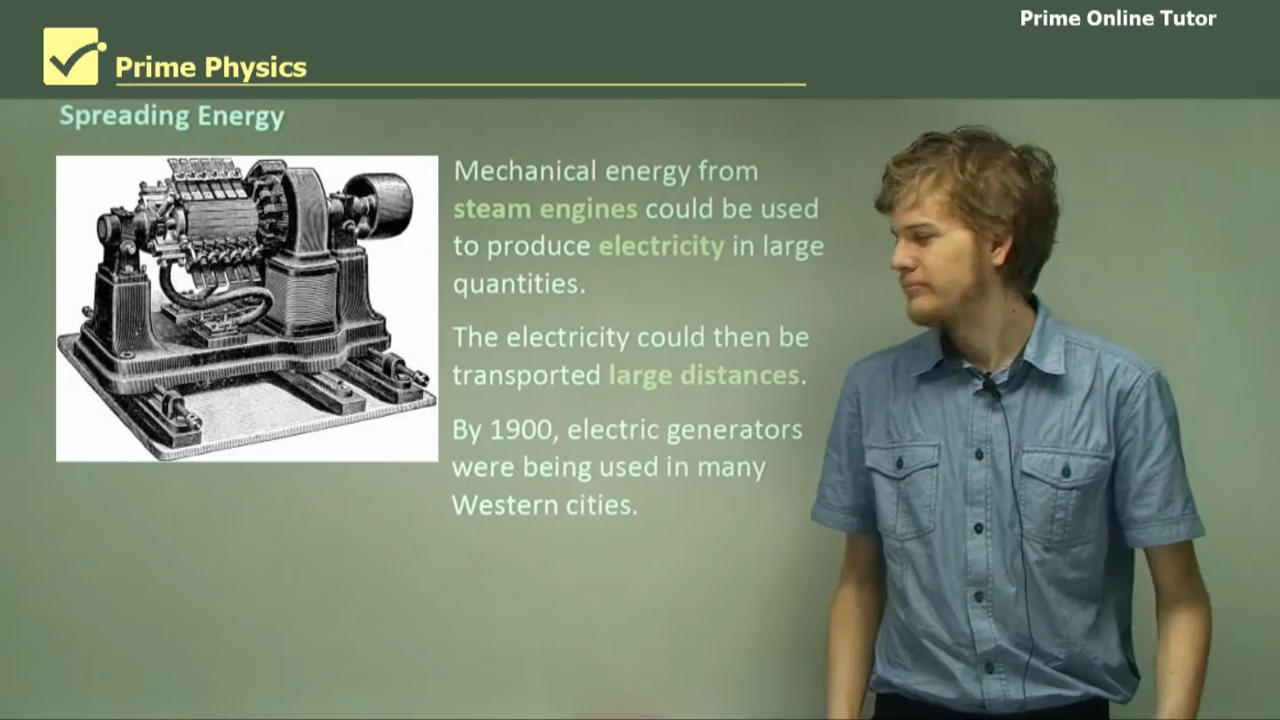 Prime Online Tutor
Prime Physics
Spreading Energy
Mechanical energy from
steam engines could be used
to produce electricity in large
quantities.
The electricity could then be
transported large distances.
By 1900, electric generators
were being used in many
Western cities.